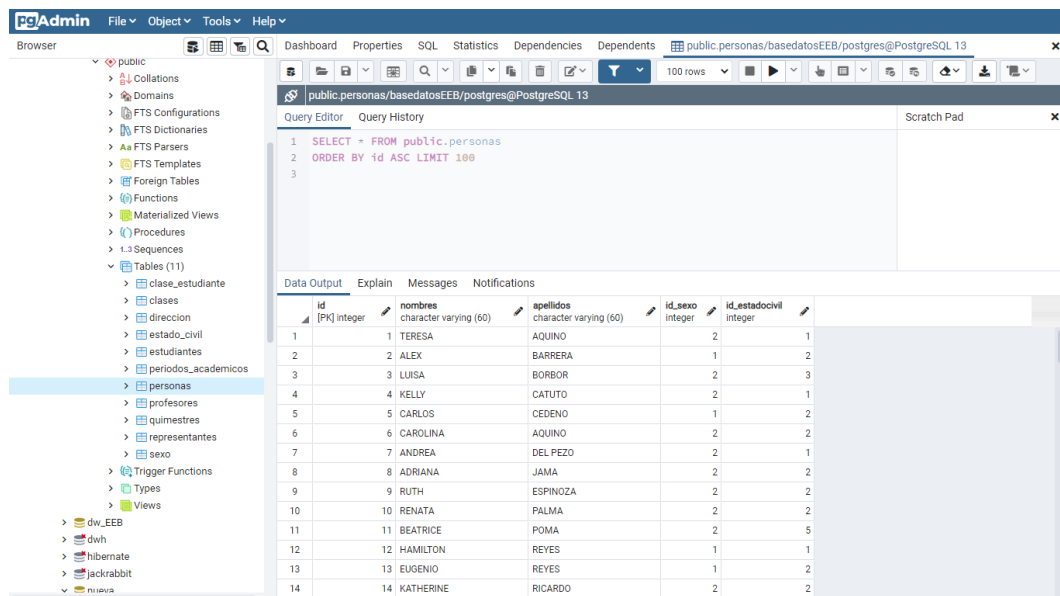 pgAdmin File Object Tools Help
Browser
Dashboard Properties SQL Statistics Dependencies Dependents public.personas/basedatosEEB/postgres@PostgreSQL 13
100 rows
public.personas/basedatosEEB/postgres@PostgreSQL 13
Query Editor Query History
Scratch Pad
1 SELECT * FROM public.personas
2 ORDER BY id ASC LIMIT 100
3
public
Collations
Domains
FTS Configurations
FTS Dictionaries
Aa FTS Parsers
FTS Templates
Foreign Tables
Functions
Materialized Views
Procedures
1..3 Sequences
Tables (11)
clase_estudiante
clases
direccion
estado_civil
estudiantes
periodos_academicos
personas
profesores
quimestres
representantes
sexo
Trigger Functions
Types
Views
dw_EEB
dwh
hibernate
jackrabbit
nueva
Data Output Explain Messages Notifications
id nombres apellidos id_sexo id_estadocivil
[PK] integer character varying (60) character varying (60) integer integer
1 1 TERESA AQUINO 2 1
2 2 ALEX BARRERA 1 2
3 3 LUISA BORBOR 2 3
4 4 KELLY CATUTO 2 1
5 5 CARLOS CEDENO 1 2
6 6 CAROLINA AQUINO 2 2
7 7 ANDREA DEL PEZO 2 1
8 8 ADRIANA JAMA 2 2
9 9 RUTH ESPINOZA 2 2
10 10 RENATA PALMA 2 2
11 11 BEATRICE POMA 2 5
12 12 HAMILTON REYES 1 1
13 13 EUGENIO REYES 1 2
14 14 KATHERINE RICARDO 2 2